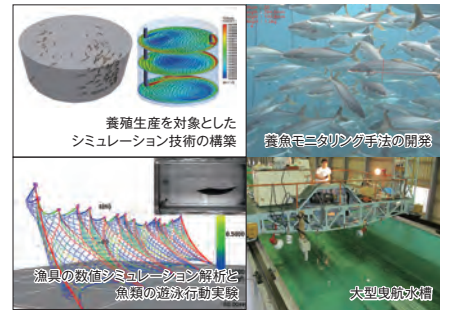 養殖生産を対象とした
シミュレーション技術の構築
養魚モニタリング手法の開発
漁具の数値シミュレーション解析と
魚類の遊泳行動実験
大型曳航水槽